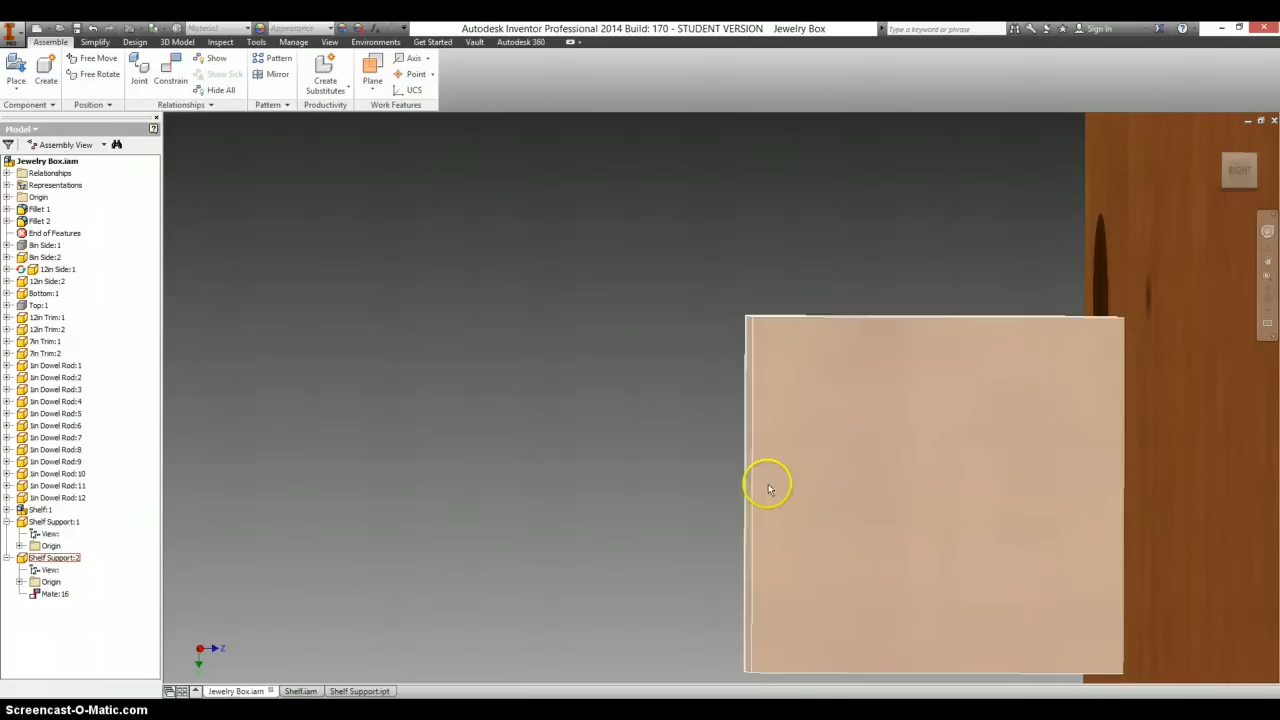 Material
Appearance
Autodesk Inventor Professional 2014 Build: 170 - STUDENT VERSION Jewelry Box
Type a keyword or phrase
Sign In
PRO
Assemble Simplify Design 3D Model Inspect Tools Manage View Environments Get Started Vault Autodesk 360
Place Create Free Move Joint Constrain Show Pattern Create Substitutes Plane Axis
Free Rotate Show Sick Mirror Point
Hide All UCS
Component Position Relationships Pattern Productivity Work Features
Model
Assembly View
Jewelry Box.iam
Relationships
Representations
Origin
Fillet 1
Fillet 2
End of Features
8in Side:1
8in Side:2
12in Side:1
12in Side:2
Bottom:1
Top:1
12in Trim:1
12in Trim:2
7in Trim:1
7in Trim:2
1in Dowel Rod:1
1in Dowel Rod:2
1in Dowel Rod:3
1in Dowel Rod:4
1in Dowel Rod:5
1in Dowel Rod:6
1in Dowel Rod:7
1in Dowel Rod:8
1in Dowel Rod:9
1in Dowel Rod:10
1in Dowel Rod:11
1in Dowel Rod:12
Shelf:1
Shelf Support:1
View:
Origin
Shelf Support:2
View:
Origin
Mate:16
RIGHT
Z
Jewelry Box.iam Shelf.iam Shelf Support.ipt
Screencast-O-Matic.com